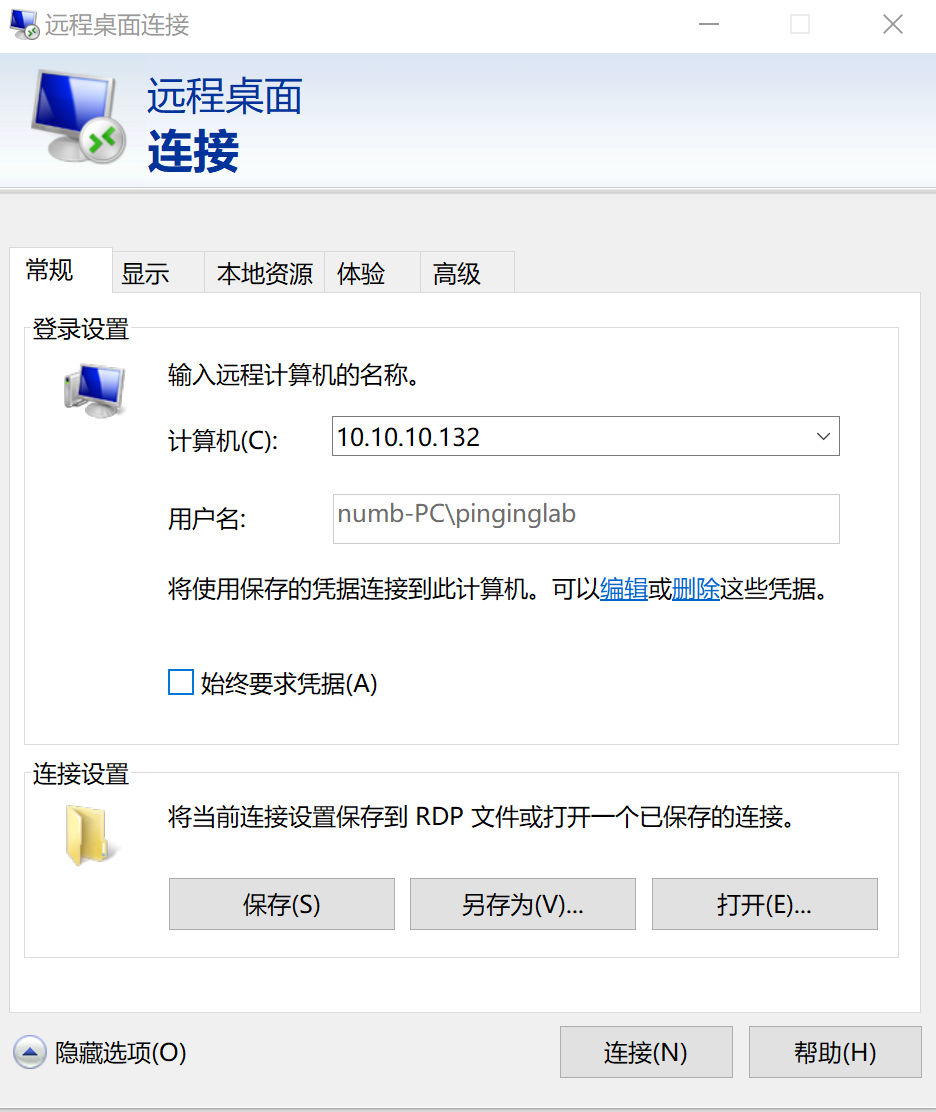 远程桌面连接
远程桌面
连接
常规 显示 本地资源 体验 高级
登录设置
输入远程计算机的名称。
计算机(C): 10.10.10.132
用户名: numb-PC\pinginglab
将使用保存的凭据连接到此计算机。可以编辑或删除这些凭据。
始终要求凭据(A)
连接设置
将当前连接设置保存到 RDP 文件或打开一个已保存的连接。
保存(S) 另存为(V)... 打开(E)...
隐藏选项(O) 连接(N) 帮助(H)